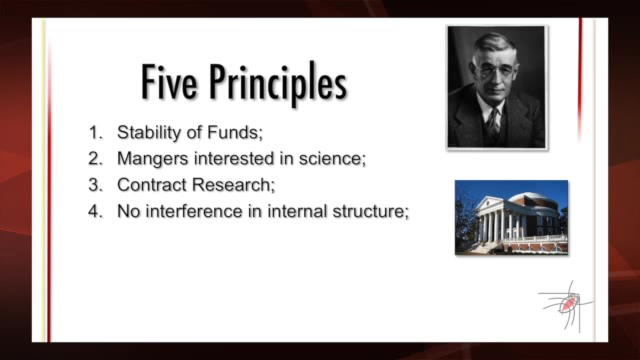 Five Principles
1. Stability of Funds;
2. Mangers interested in science;
3. Contract Research;
4. No interference in internal structure;